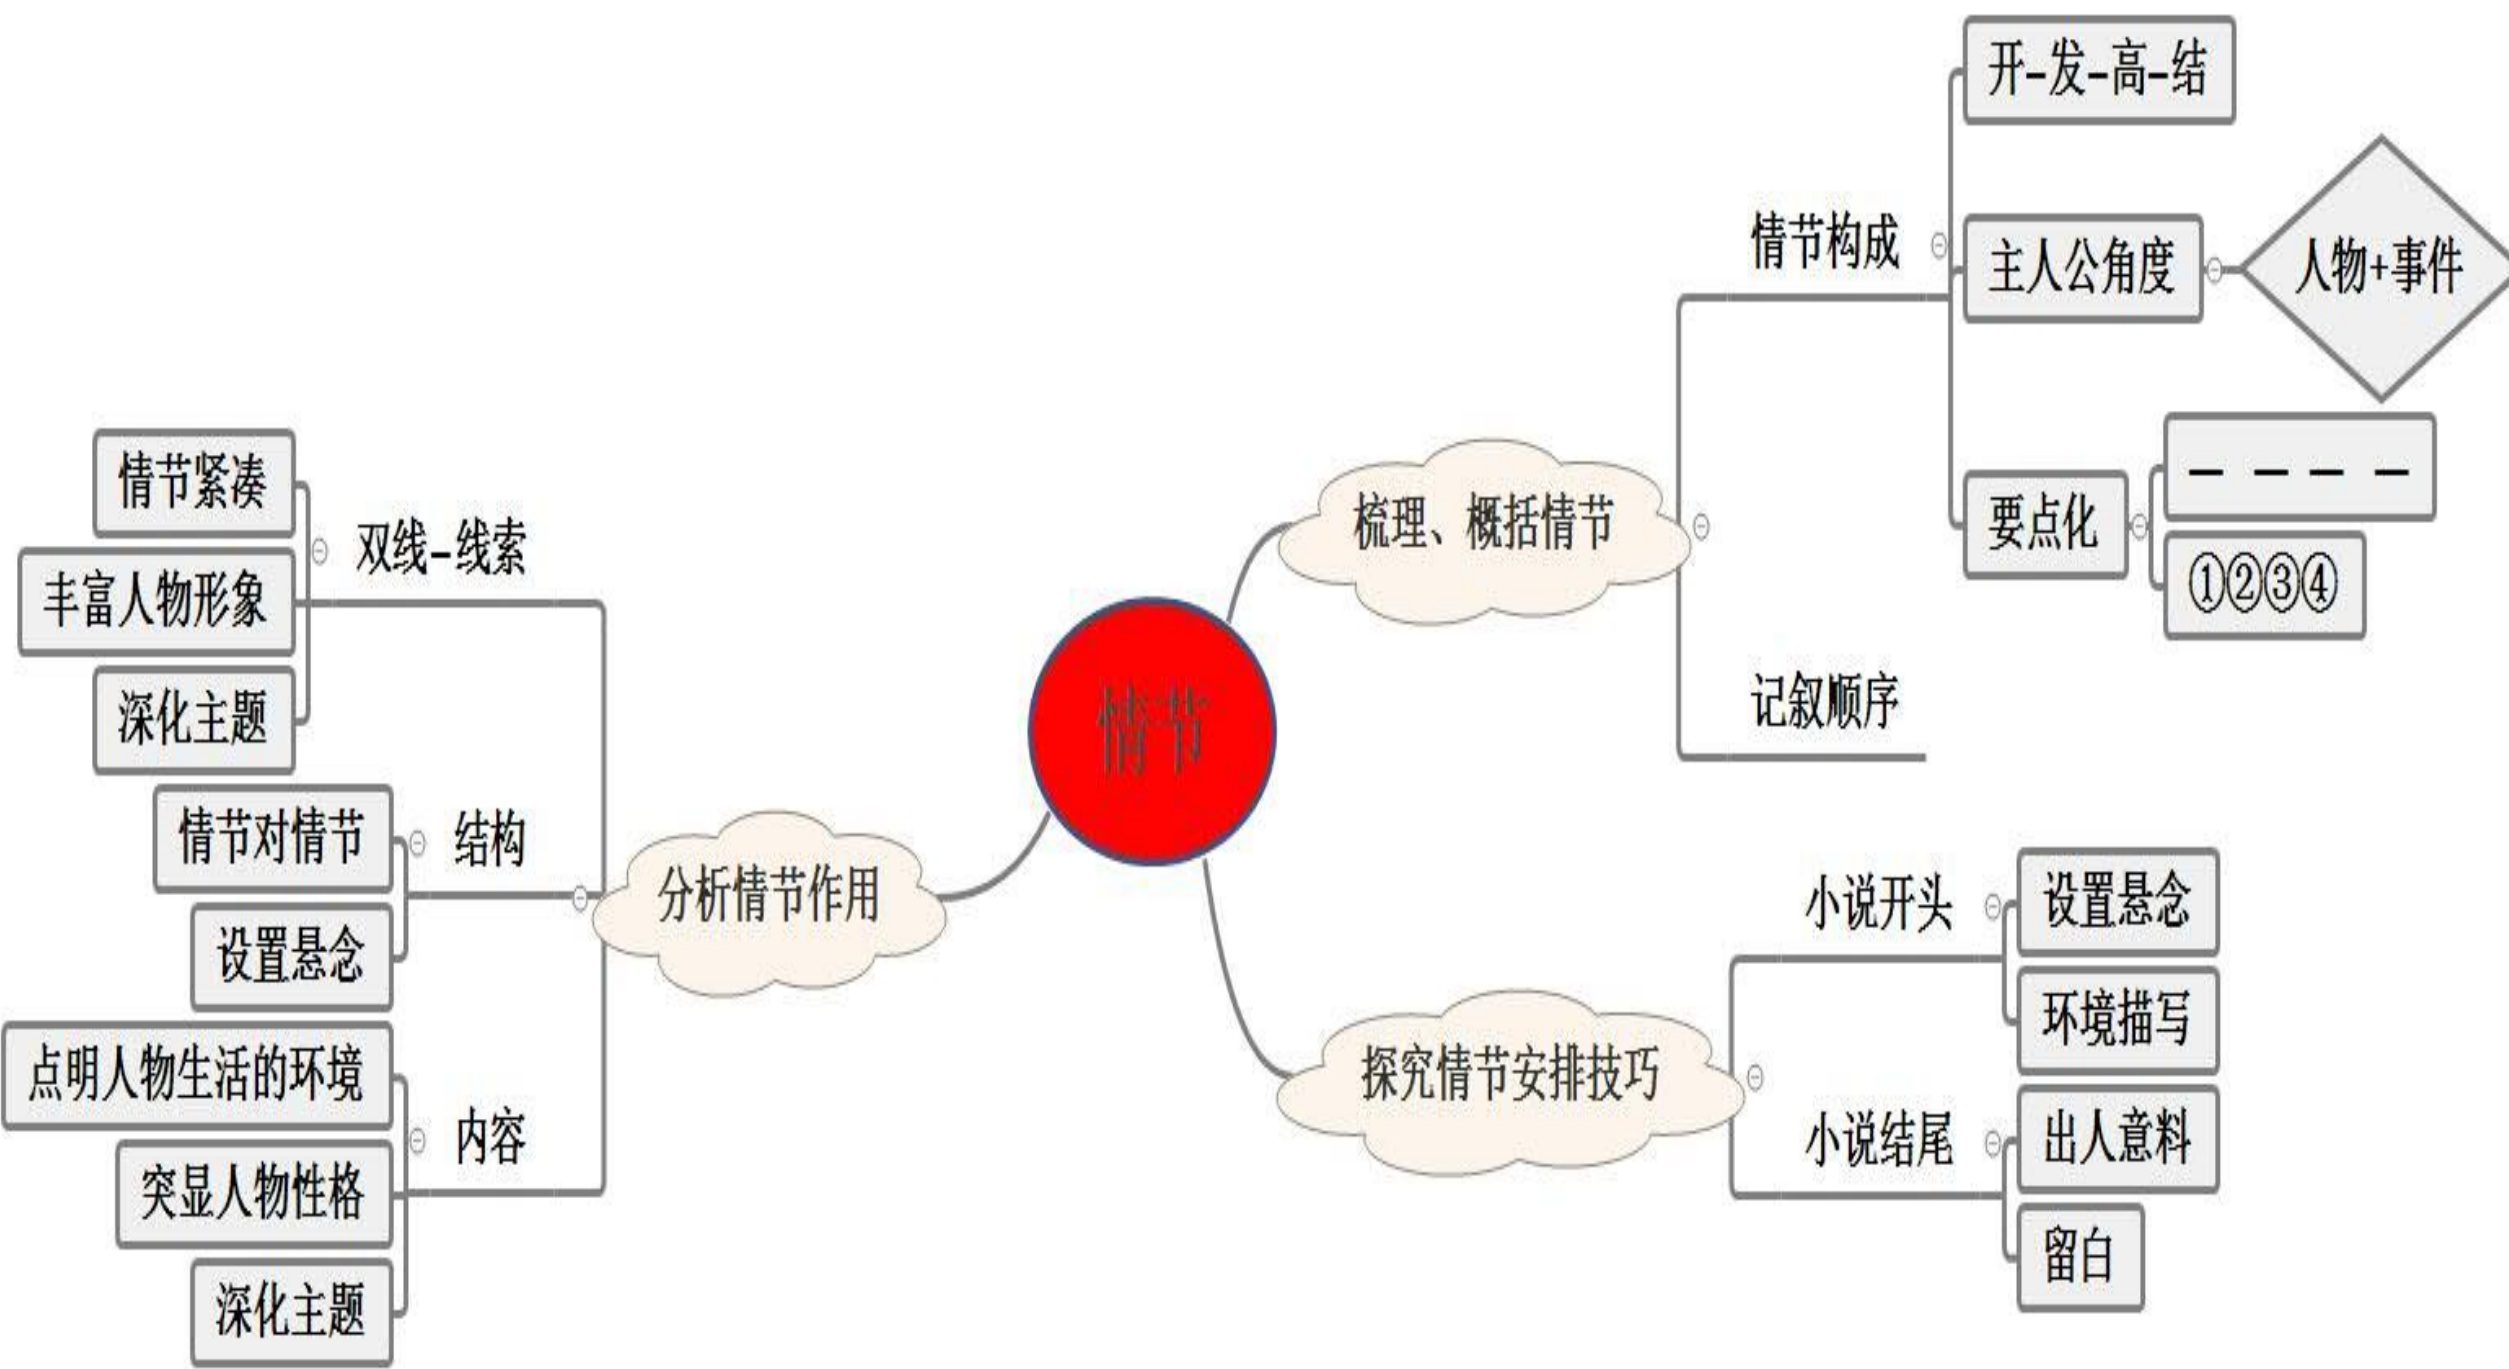 情节
梳理、概括情节
情节构成
开-发-高-结
主人公角度
人物+事件
要点化
— — — —
①②③④
记叙顺序
探究情节安排技巧
小说开头
设置悬念
环境描写
小说结尾
出人意料
留白
分析情节作用
双线-线索
情节紧凑
丰富人物形象
深化主题
结构
情节对情节
设置悬念
内容
点明人物生活的环境
突显人物性格
深化主题